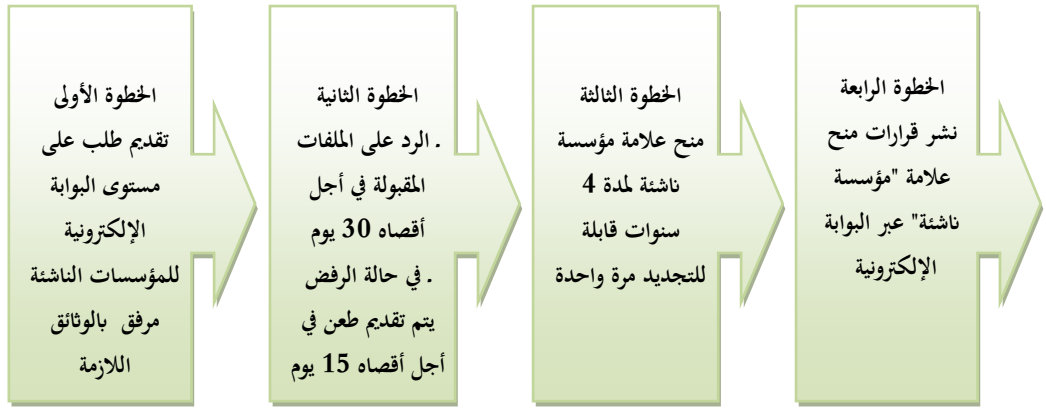 الخطوة الأولى
تقديم طلب على
مستوى البوابة
الإلكترونية
للمؤسسات الناشئة
مرفق بالوثائق
اللازمة
الخطوة الثانية
. الرد على الملفات
المقبولة في أجل
أقصاه 30 يوم
. في حالة الرفض
يتم تقديم طعن في
أجل أقصاه 15 يوم
الخطوة الثالثة
منح علامة مؤسسة
ناشئة لمدة 4
سنوات قابلة
للتجديد مرة واحدة
الخطوة الرابعة
نشر قرارات منح
علامة "مؤسسة
ناشئة" عبر البوابة
الإلكترونية